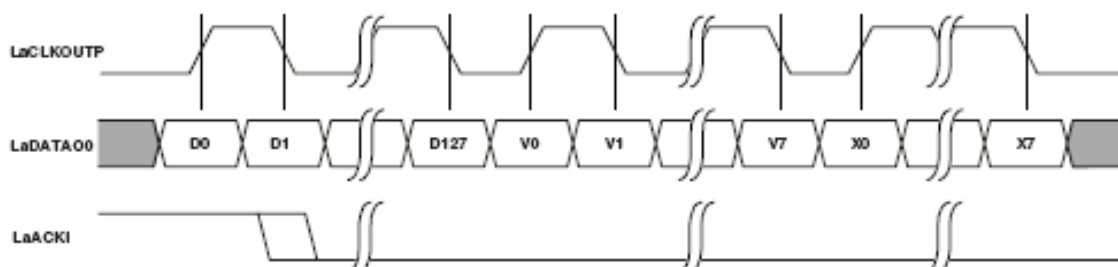 LaCLKOUTP
LaDATAO0 D0 D1 D127 V0 V1 V7 X0 X7
LaACKI